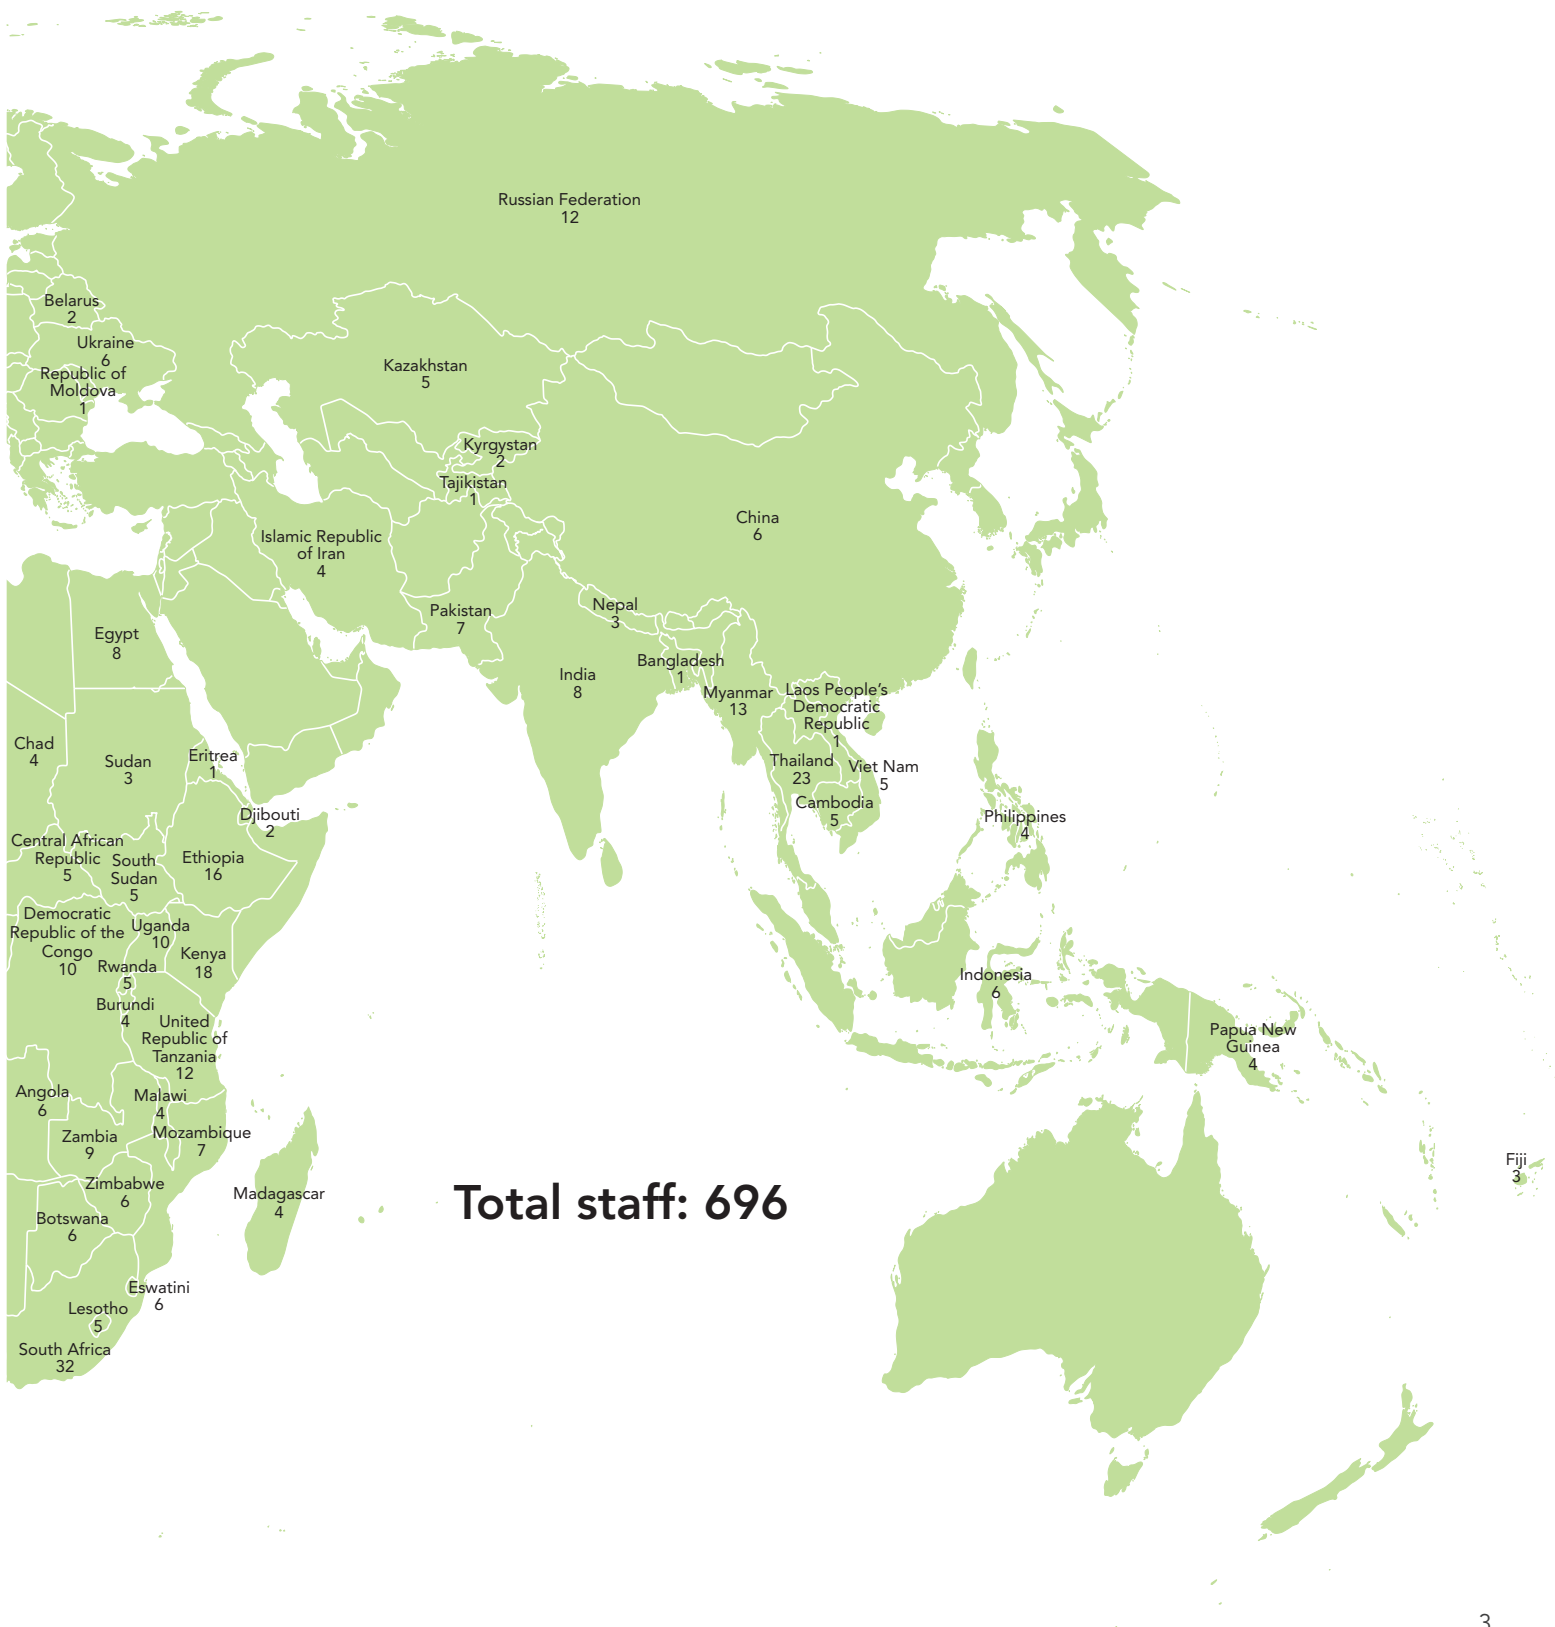 Russian Federation
12
Belarus
2
Ukraine
6
Republic of
Moldova
1
Kazakhstan
5
Kyrgystan
2
Tajikistan
1
China
6
Islamic Republic
of Iran
4
Pakistan
7
Nepal
3
Egypt
8
India
8
Bangladesh
1
Myanmar
13
Laos People's
Democratic
Republic
1
Chad
4
Sudan
3
Eritrea
1
Thailand
23
Viet Nam
5
Cambodia
5
Djibouti
2
Philippines
4
Central African
Republic
5
South
Sudan
5
Ethiopia
16
Democratic
Republic of the
Congo
10
Uganda
10
Kenya
18
Rwanda
5
Burundi
4
United
Republic of
Tanzania
12
Indonesia
6
Papua New
Guinea
4
Angola
6
Malawi
4
Zambia
9
Mozambique
7
Fiji
3
Zimbabwe
6
Madagascar
4
Total staff: 696
Botswana
6
Eswatini
6
Lesotho
5
South Africa
32
3